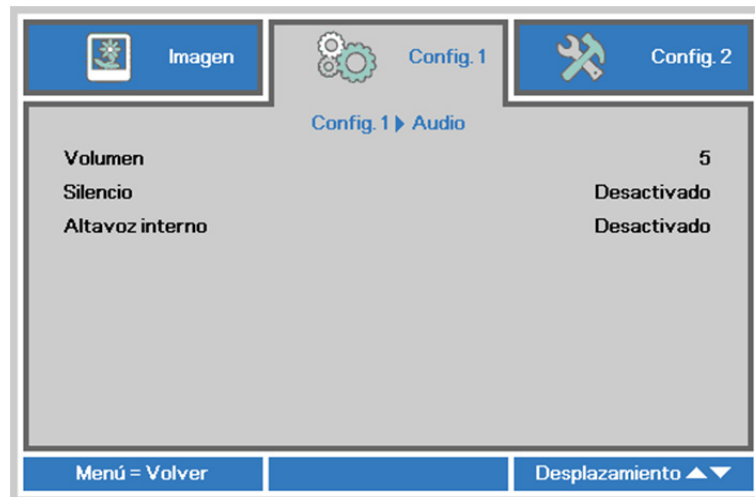 Imagen
Config. 1
Config. 2
Config. 1 ▶ Audio
Volumen 5
Silencio Desactivado
Altavoz interno Desactivado
Menú = Volver
Desplazamiento ▲▼